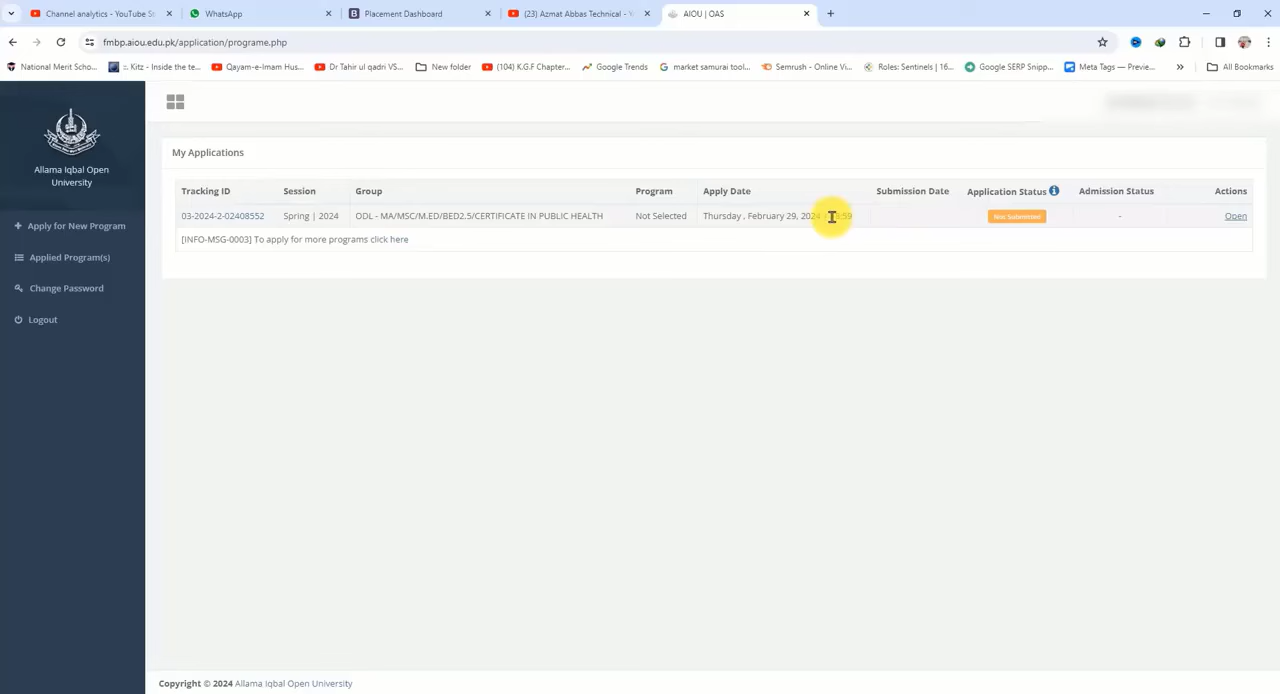 Channel analytics - YouTube St
WhatsApp
Placement Dashboard
(23) Azmat Abbas Technical -
AIOU | OAS
fmbp.aiou.edu.pk/application/programe.php
National Merit Scho...
.:. Kitz - Inside the te...
Qayam-e-Imam Hus...
Dr Tahir ul qadri VS...
New folder
(104) K.G.F Chapter...
Google Trends
market samurai tool...
Semrush - Online Vi...
Roles: Sentinels | 16...
Google SERP Snipp...
Meta Tags — Previe...
»
All Bookmarks
Allama Iqbal Open
University
Apply for New Program
Applied Program(s)
Change Password
Logout
My Applications
Tracking ID Session Group Program Apply Date Submission Date Application Status Admission Status Actions
03-2024-2-02408552 Spring | 2024 ODL - MA/MSC/M.ED/BED2.5/CERTIFICATE IN PUBLIC HEALTH Not Selected Thursday , February 29, 2024 Not Submitted - Open
[INFO-MSG-0003] To apply for more programs click here
Copyright © 2024 Allama Iqbal Open University